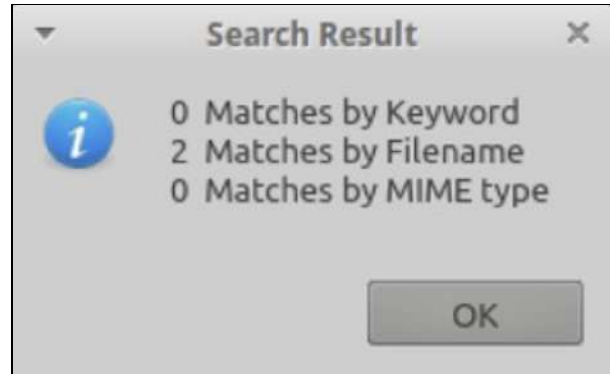 Search Result
0 Matches by Keyword
2 Matches by Filename
0 Matches by MIME type
OK